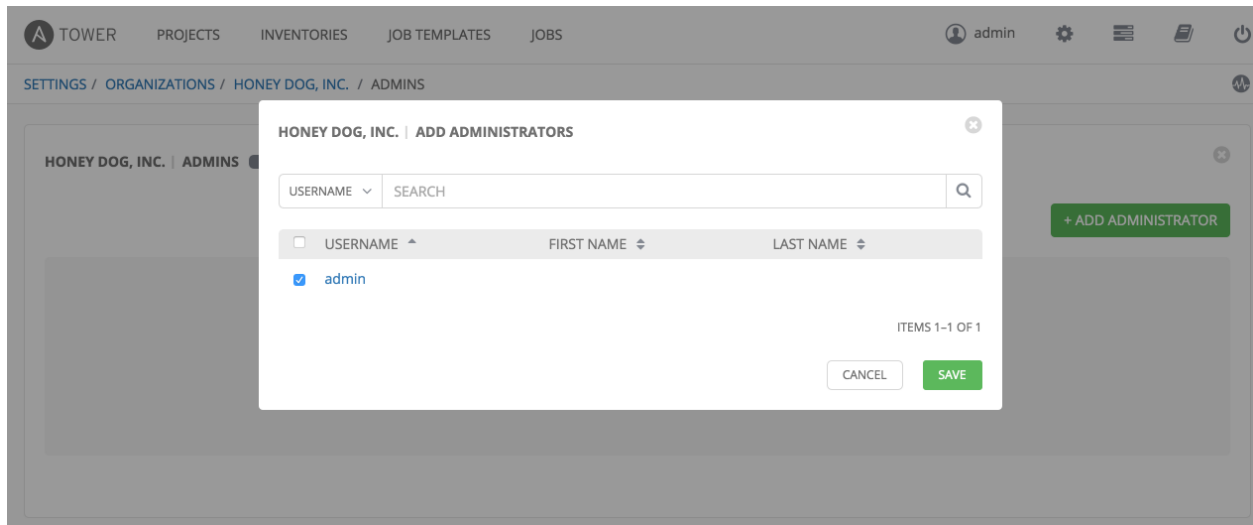 A TOWER PROJECTS INVENTORIES JOB TEMPLATES JOBS admin
SETTINGS / ORGANIZATIONS / HONEY DOG, INC. / ADMINS
HONEY DOG, INC. | ADMINS
+ ADD ADMINISTRATOR
HONEY DOG, INC. | ADD ADMINISTRATORS
USERNAME SEARCH
USERNAME FIRST NAME LAST NAME
admin
ITEMS 1–1 OF 1
CANCEL SAVE